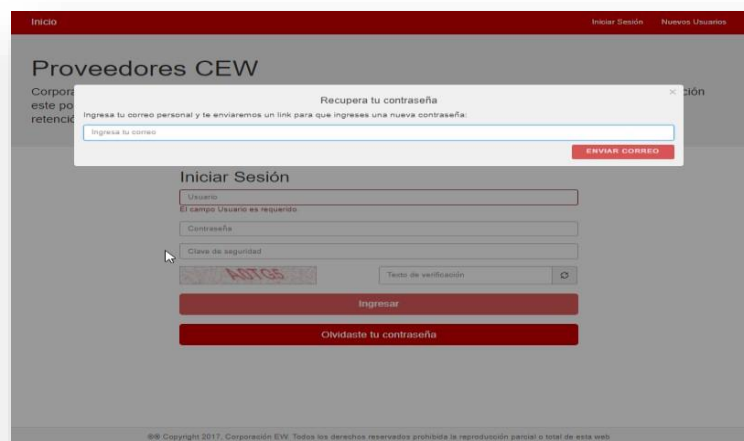 Inicio
Iniciar Sesión Nuevos Usuarios
Proveedores CEW
Recupera tu contraseña ×
Ingresa tu correo personal y te enviaremos un link para que ingreses una nueva contraseña:
Ingresa tu correo
ENVIAR CORREO
este po
Iniciar Sesión
Usuario
El campo Usuario es requerido
Contraseña
Clave de seguridad
Texto de verificación
Ingresar
Olvidaste tu contraseña
©® Copyright 2017, Corporación EW. Todos los derechos reservados prohibida la reproducción parcial o total de esta web